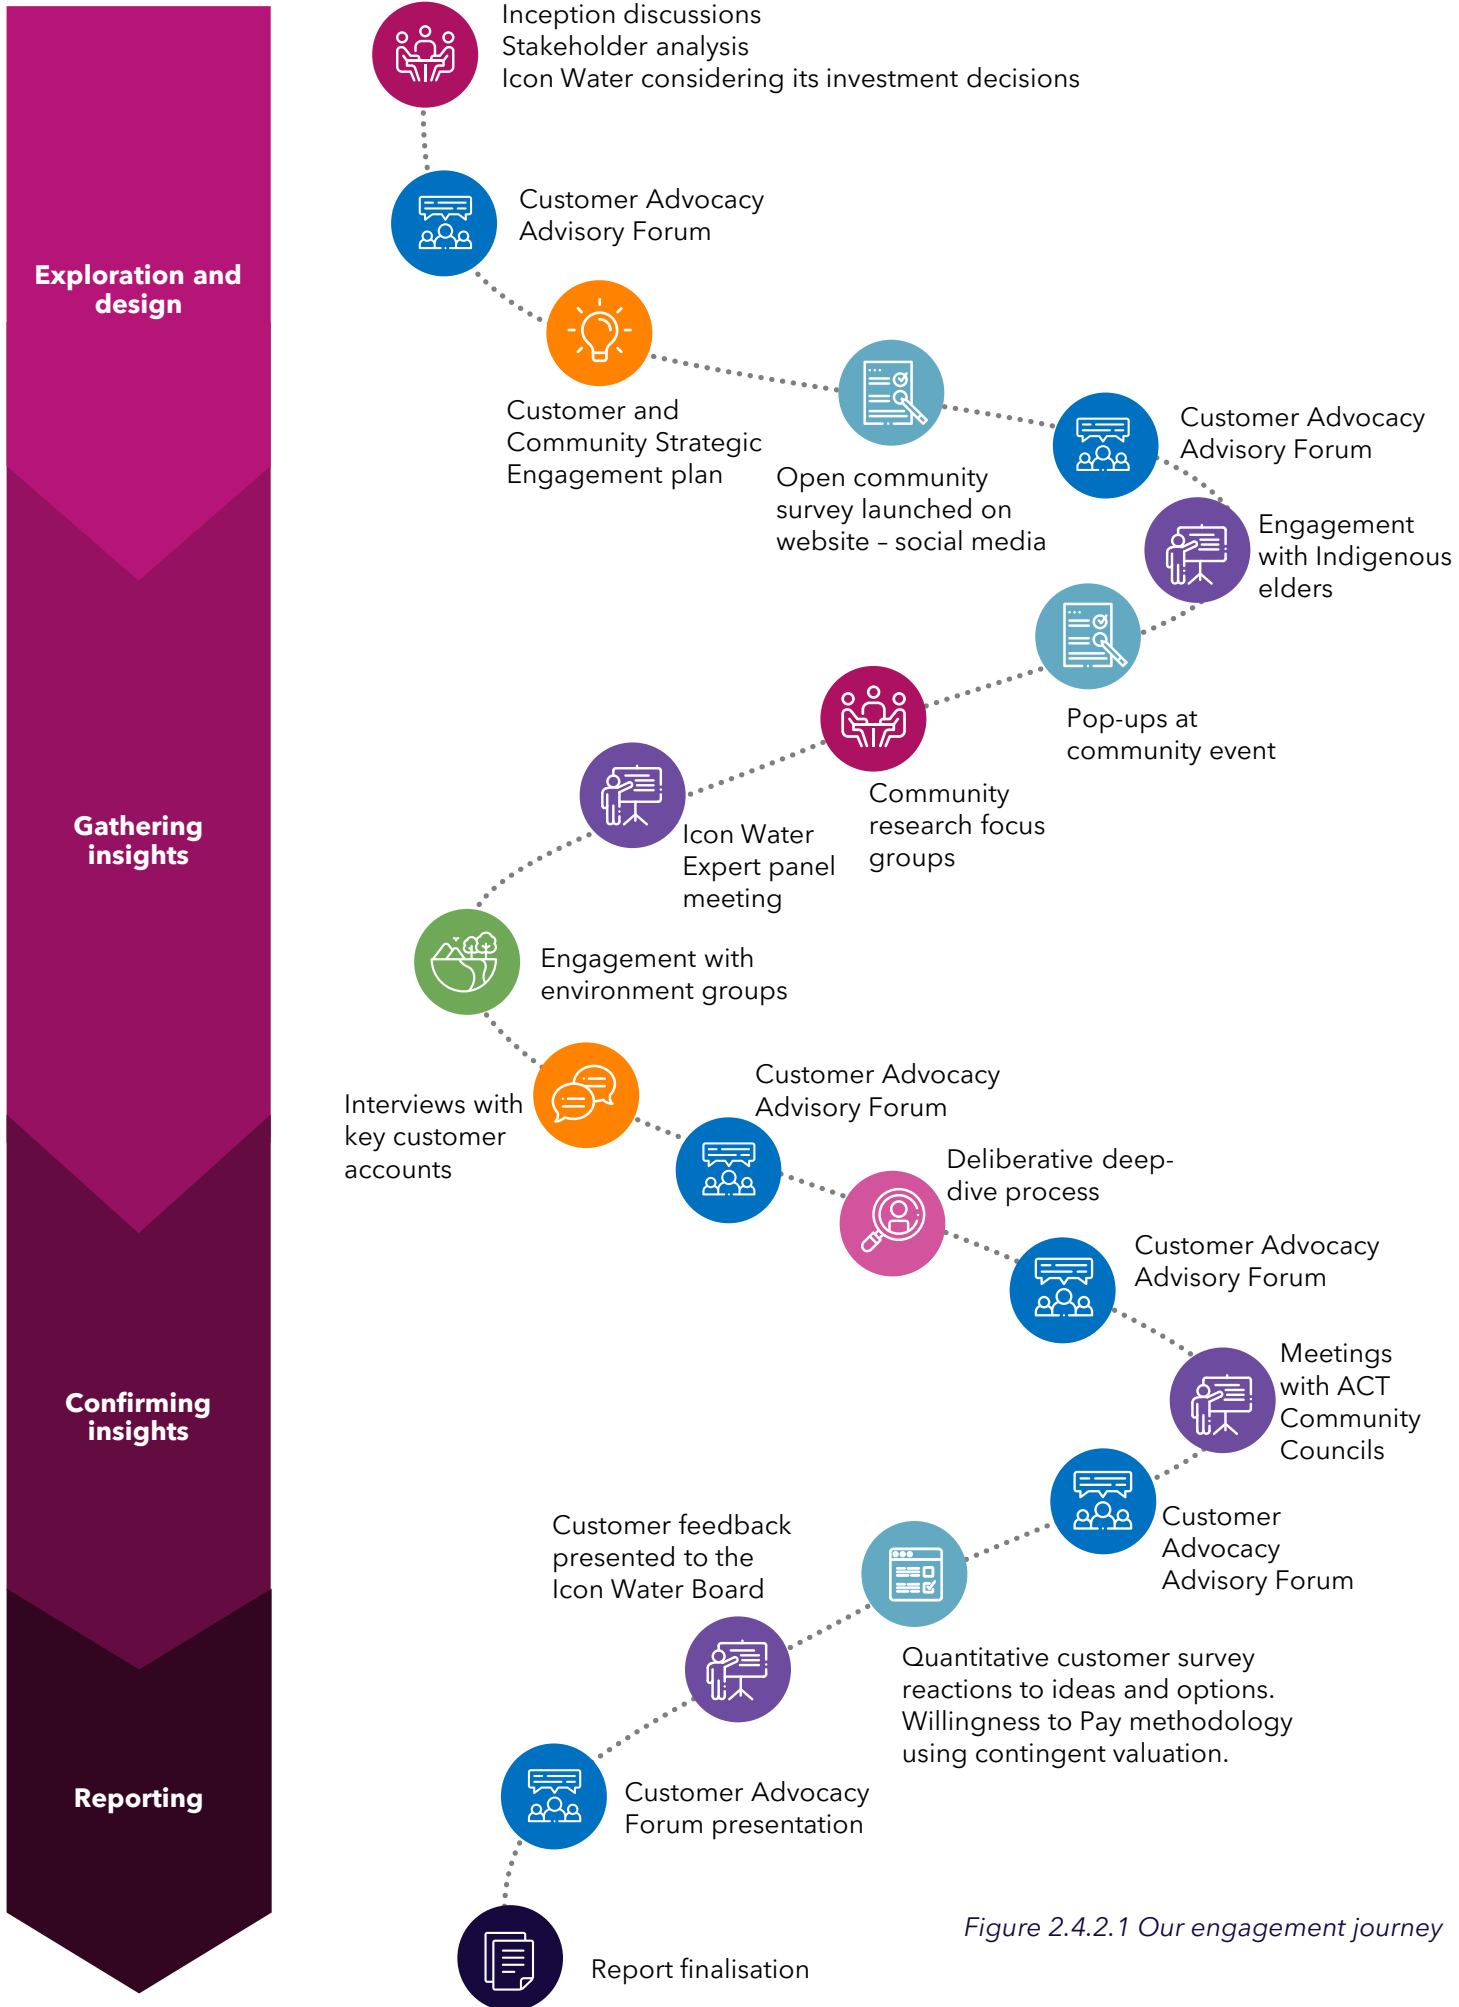 Inception discussions
Stakeholder analysis
Icon Water considering its investment decisions
Customer Advocacy
Advisory Forum
Exploration and
design
Customer and
Community Strategic
Engagement plan
Open community
survey launched on
website – social media
Customer Advocacy
Advisory Forum
Engagement
with Indigenous
elders
Pop-ups at
community event
Community
research focus
groups
Icon Water
Expert panel
meeting
Gathering
insights
Engagement with
environment groups
Interviews with
key customer
accounts
Customer Advocacy
Advisory Forum
Deliberative deep-
dive process
Customer Advocacy
Advisory Forum
Meetings
with ACT
Community
Councils
Confirming
insights
Customer
Advocacy
Advisory Forum
Quantitative customer survey
reactions to ideas and options.
Willingness to Pay methodology
using contingent valuation.
Customer feedback
presented to the
Icon Water Board
Reporting
Customer Advocacy
Forum presentation
Report finalisation
Figure 2.4.2.1 Our engagement journey